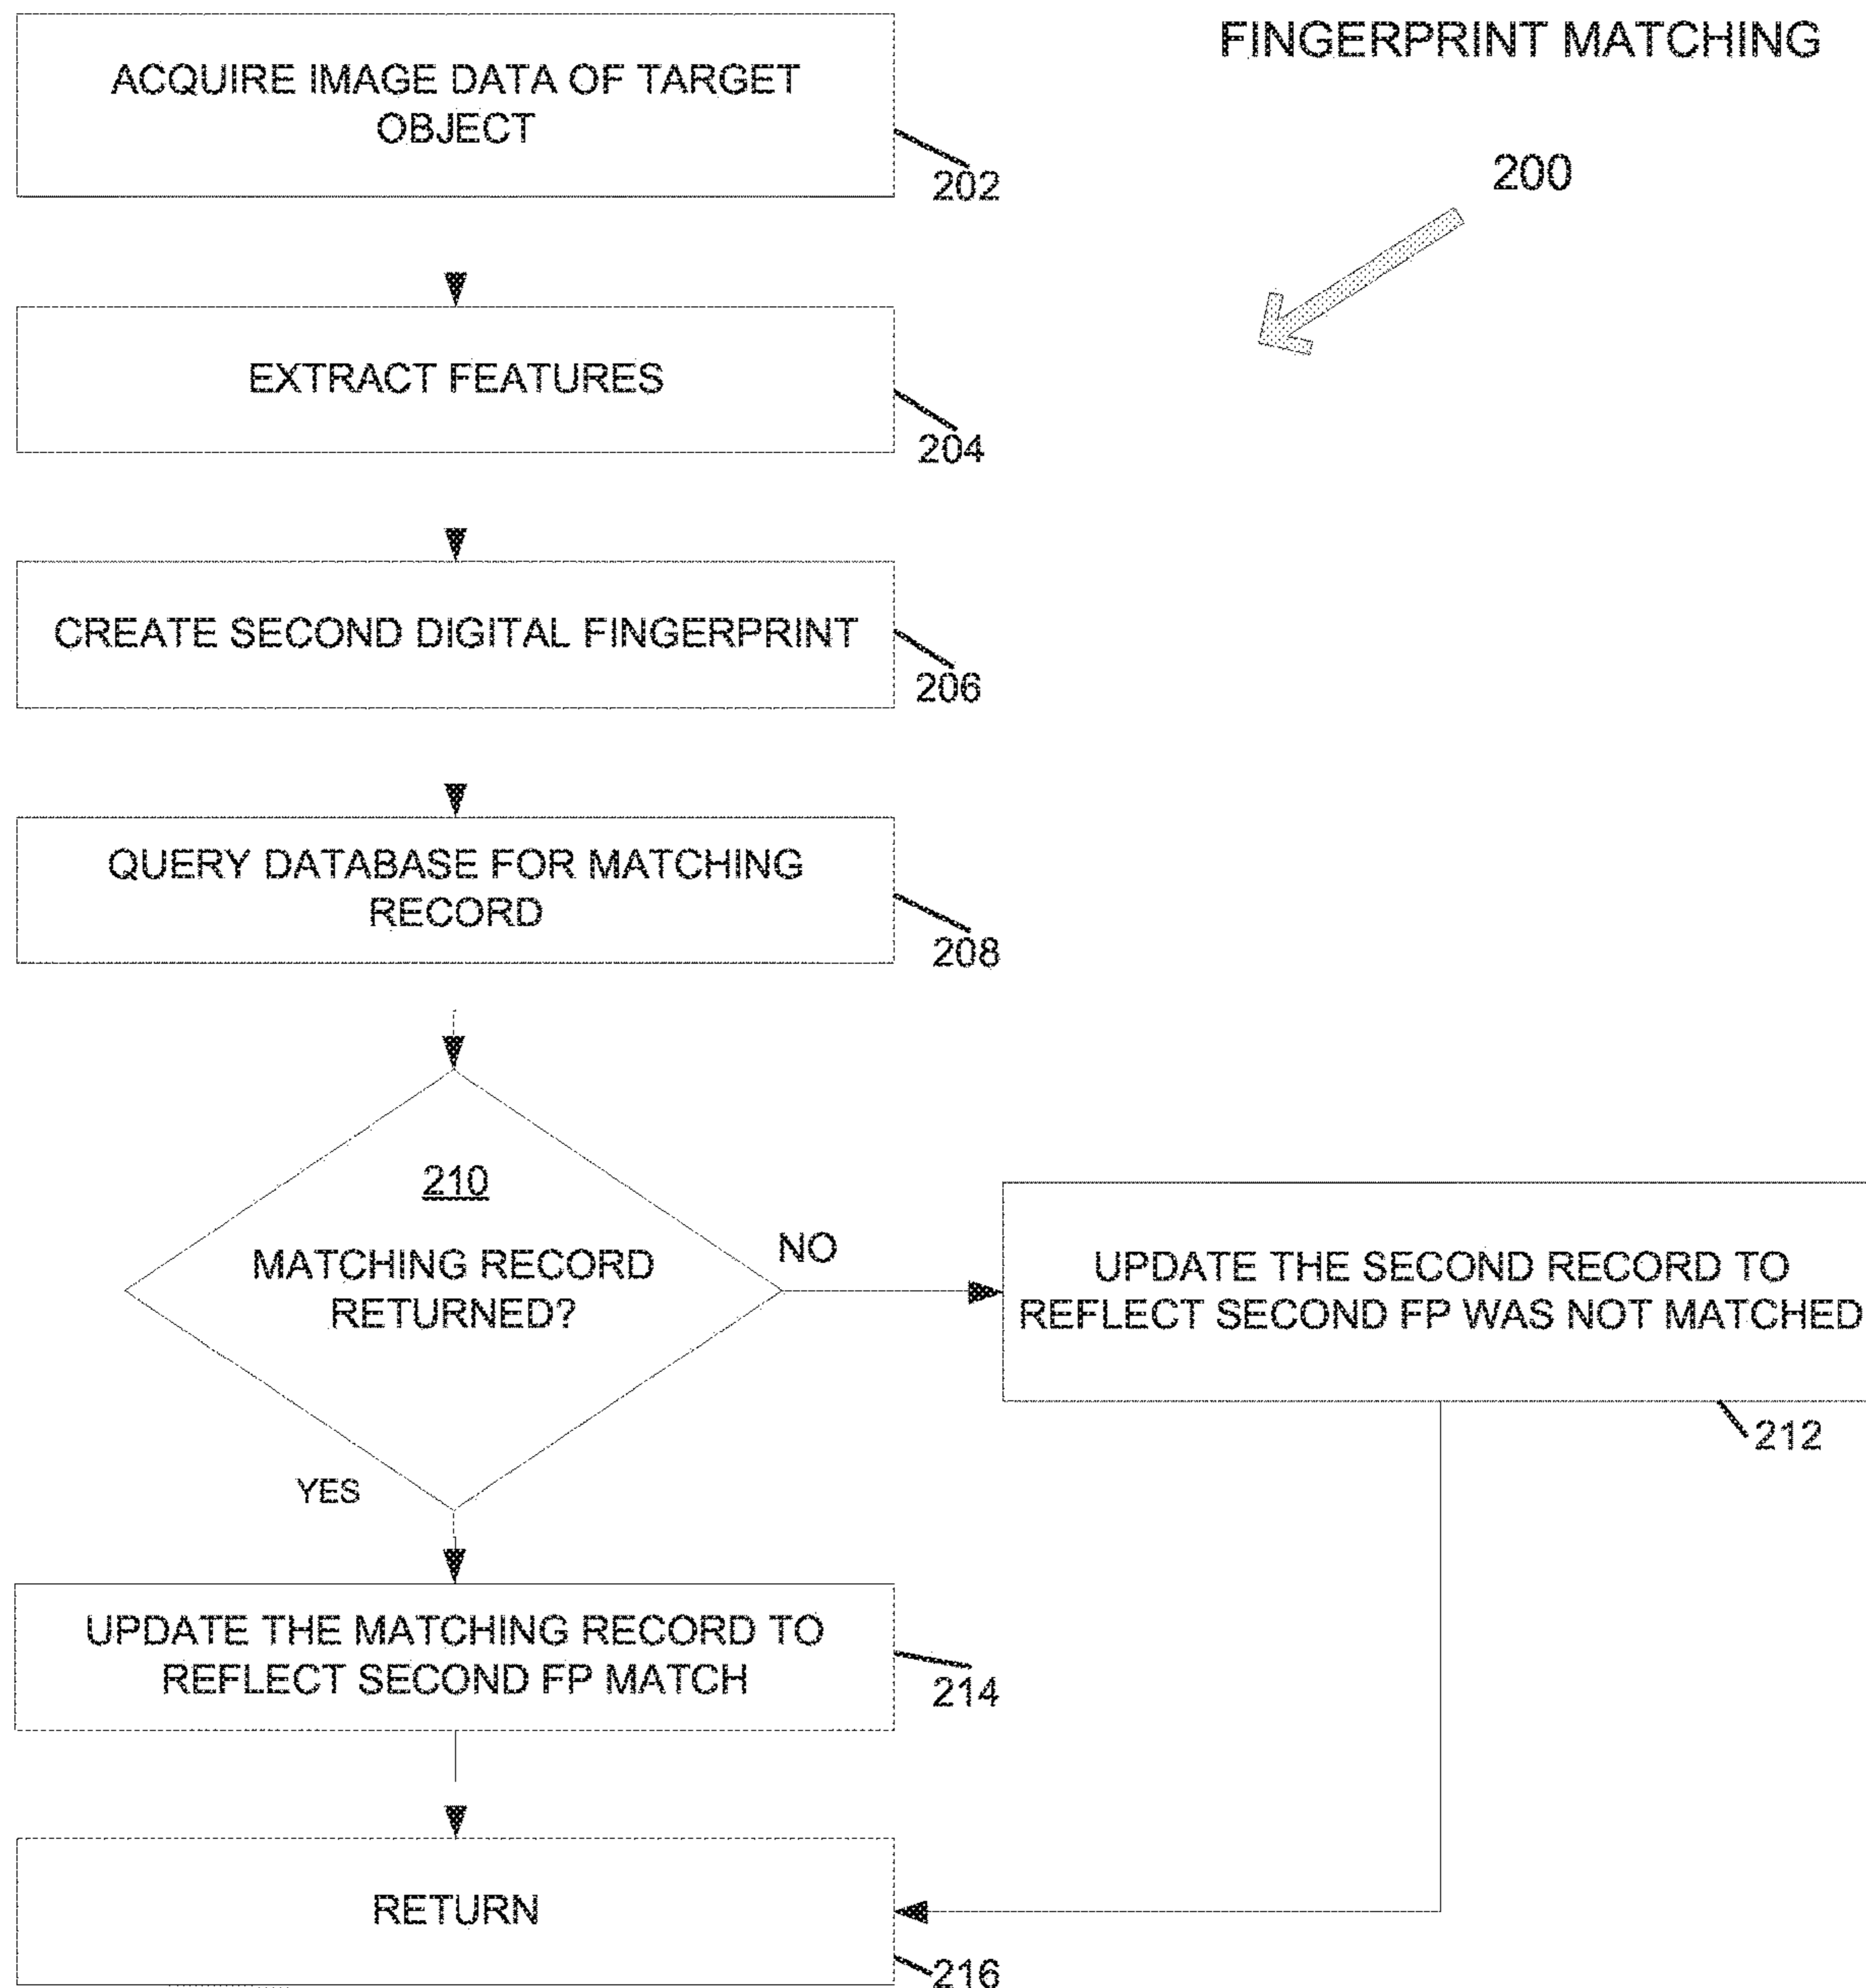 FINGERPRINT MATCHING
200
ACQUIRE IMAGE DATA OF TARGET
OBJECT
202
EXTRACT FEATURES
204
CREATE SECOND DIGITAL FINGERPRINT
206
QUERY DATABASE FOR MATCHING
RECORD
208
210
MATCHING RECORD
RETURNED?
NO
UPDATE THE SECOND RECORD TO
REFLECT SECOND FP WAS NOT MATCHED
212
YES
UPDATE THE MATCHING RECORD TO
REFLECT SECOND FP MATCH
214
RETURN
216